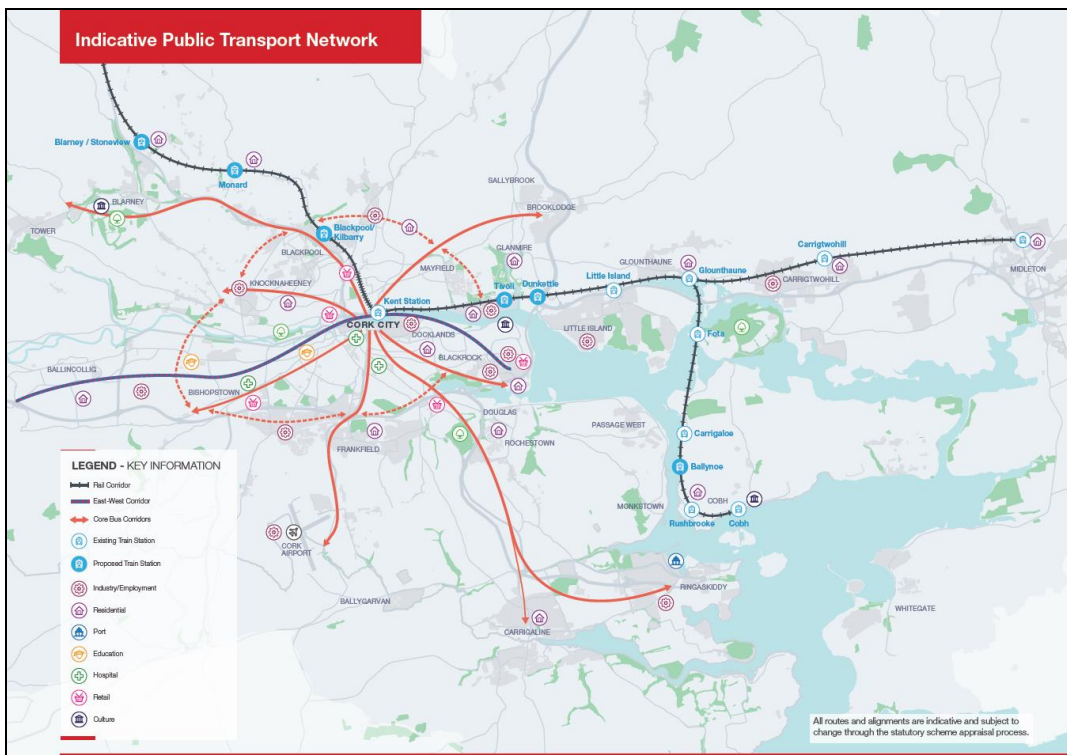 Indicative Public Transport Network
Blarney / Stoneview
Monard
SALLYBROOK
BROOKLODGE
BLARNEY
TOWER
Blackpool/
Kilbarry
BLACKPOOL
GLANMIRE
MAYFIELD
GLOUNTHAUNE
Carrigtwohill
KNOCKNAHEENEY
Tivoli
Dunkettle
Little Island
Glounthaune
CARRIGTWOHILL
MIDLETON
Kent Station
CORK CITY
DOCKLANDS
LITTLE ISLAND
Fota
BLACKROCK
BALLINCOLLIG
BISHOPSTOWN
DOUGLAS
ROCHESTOWN
PASSAGE WEST
Carrigaloe
FRANKFIELD
Ballynoe
MONKSTOWN
COBH
Rushbrooke
Cobh
CORK
AIRPORT
RINGASKIDDY
BALLYGARVAN
WHITEGATE
CARRIGALINE
LEGEND - KEY INFORMATION
Rail Corridor
East-West Corridor
Core Bus Corridors
Existing Train Station
Proposed Train Station
Industry/Employment
Residential
Port
Education
Hospital
Retail
Culture
All routes and alignments are indicative and subject to
change through the statutory scheme appraisal process.